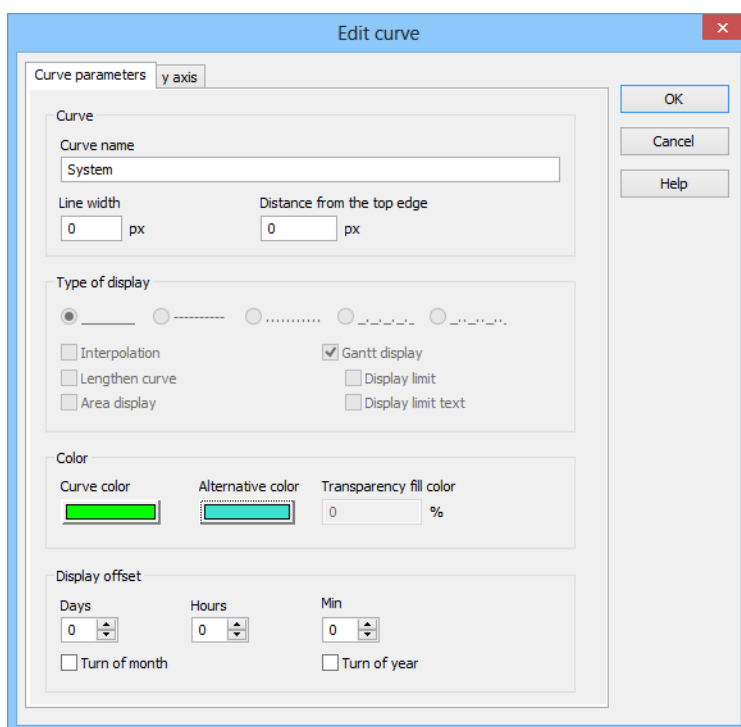 Edit curve
Curve parameters y axis
OK
Cancel
Help
Curve
Curve name
System
Line width Distance from the top edge
0 px 0 px
Type of display
Interpolation Gantt display
Lengthen curve Display limit
Area display Display limit text
Color
Curve color Alternative color Transparency fill color
0 %
Display offset
Days Hours Min
0 0 0
Turn of month Turn of year